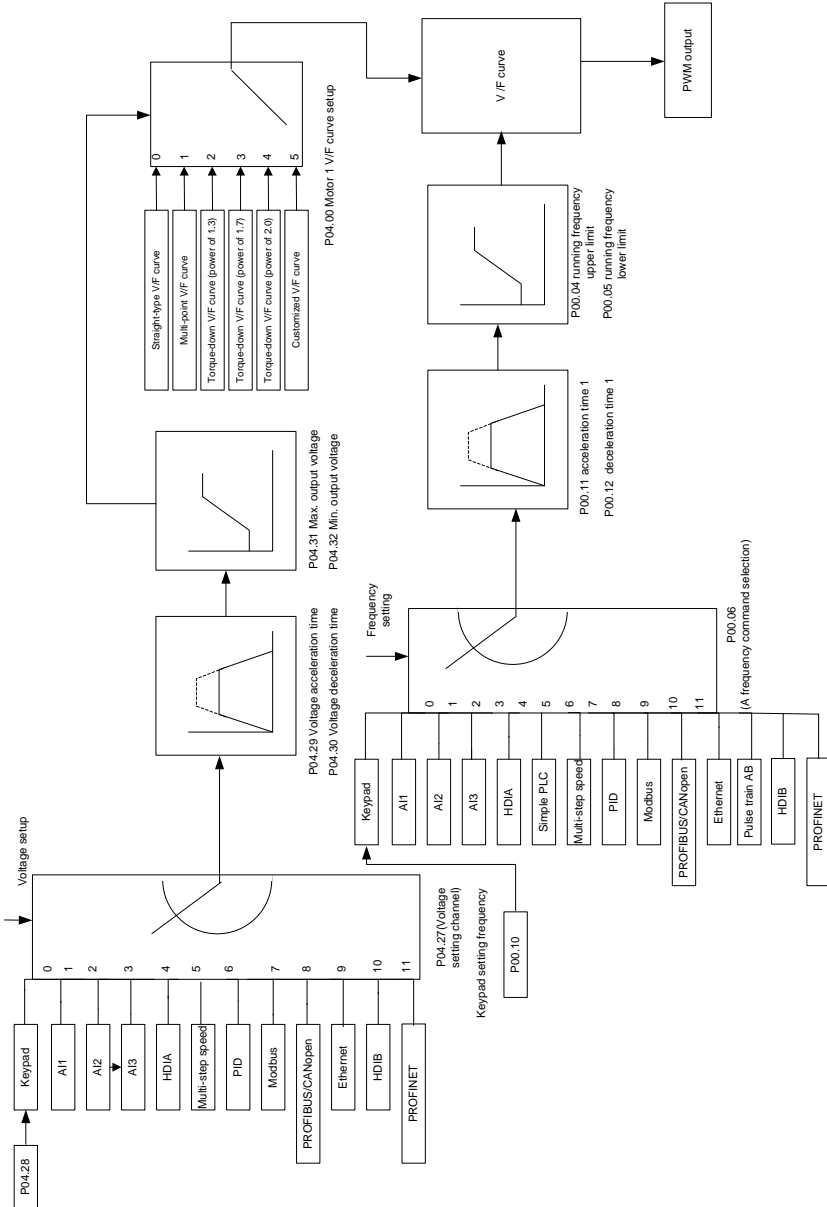 Voltage setup
P04.28
Keypad
AI1
AI2
AI3
HDIA
Multi-step speed
PID
Modbus
PROFIBUS/CANopen
Ethernet
HDIB
PROFINET
0
1
2
3
4
5
6
7
8
9
10
11
P04.27(Voltage
setting channel)
P04.29 Voltage acceleration time
P04.30 Voltage deceleration time
P04.31 Max. output voltage
P04.32 Min. output voltage
Straight-type V/F curve
Multi-point V/F curve
Torque-down V/F curve (power of 1.3)
Torque-down V/F curve (power of 1.7)
Torque-down V/F curve (power of 2.0)
Customized V/F curve
0
1
2
3
4
5
P04.00 Motor 1 V/F curve setup
Keypad setting frequency
P00.10
Frequency
setting
Keypad
AI1
AI2
AI3
HDIA
Simple PLC
Multi-step speed
PID
Modbus
PROFIBUS/CANopen
Ethernet
Pulse train AB
HDIB
PROFINET
0
1
2
3
4
5
6
7
8
9
10
11
P00.06
(A frequency command selection)
P00.11 acceleration time 1
P00.12 deceleration time 1
P00.04 running frequency
upper limit
P00.05 running frequency
lower limit
V /F curve
PWM output